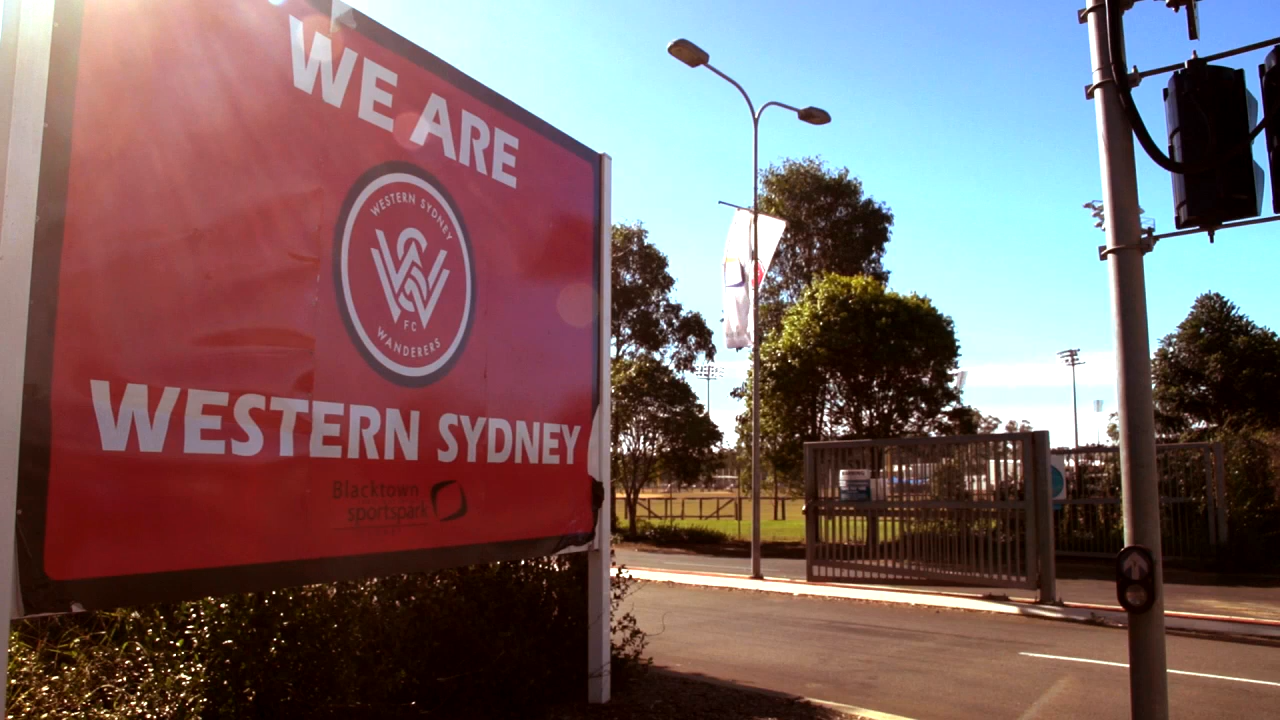 WE ARE
WESTERN SYDNEY
FC
WANDERERS
WESTERN SYDNEY
Blacktown
sportspark